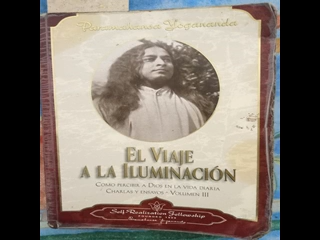 Paramahansa Yogananda
EL VIAJE
A LA ILUMINACIÓN
CÓMO PERCIBIR A DIOS EN LA VIDA DIARIA
CHARLAS Y ENSAYOS – VOLUMEN III
Self-Realization Fellowship